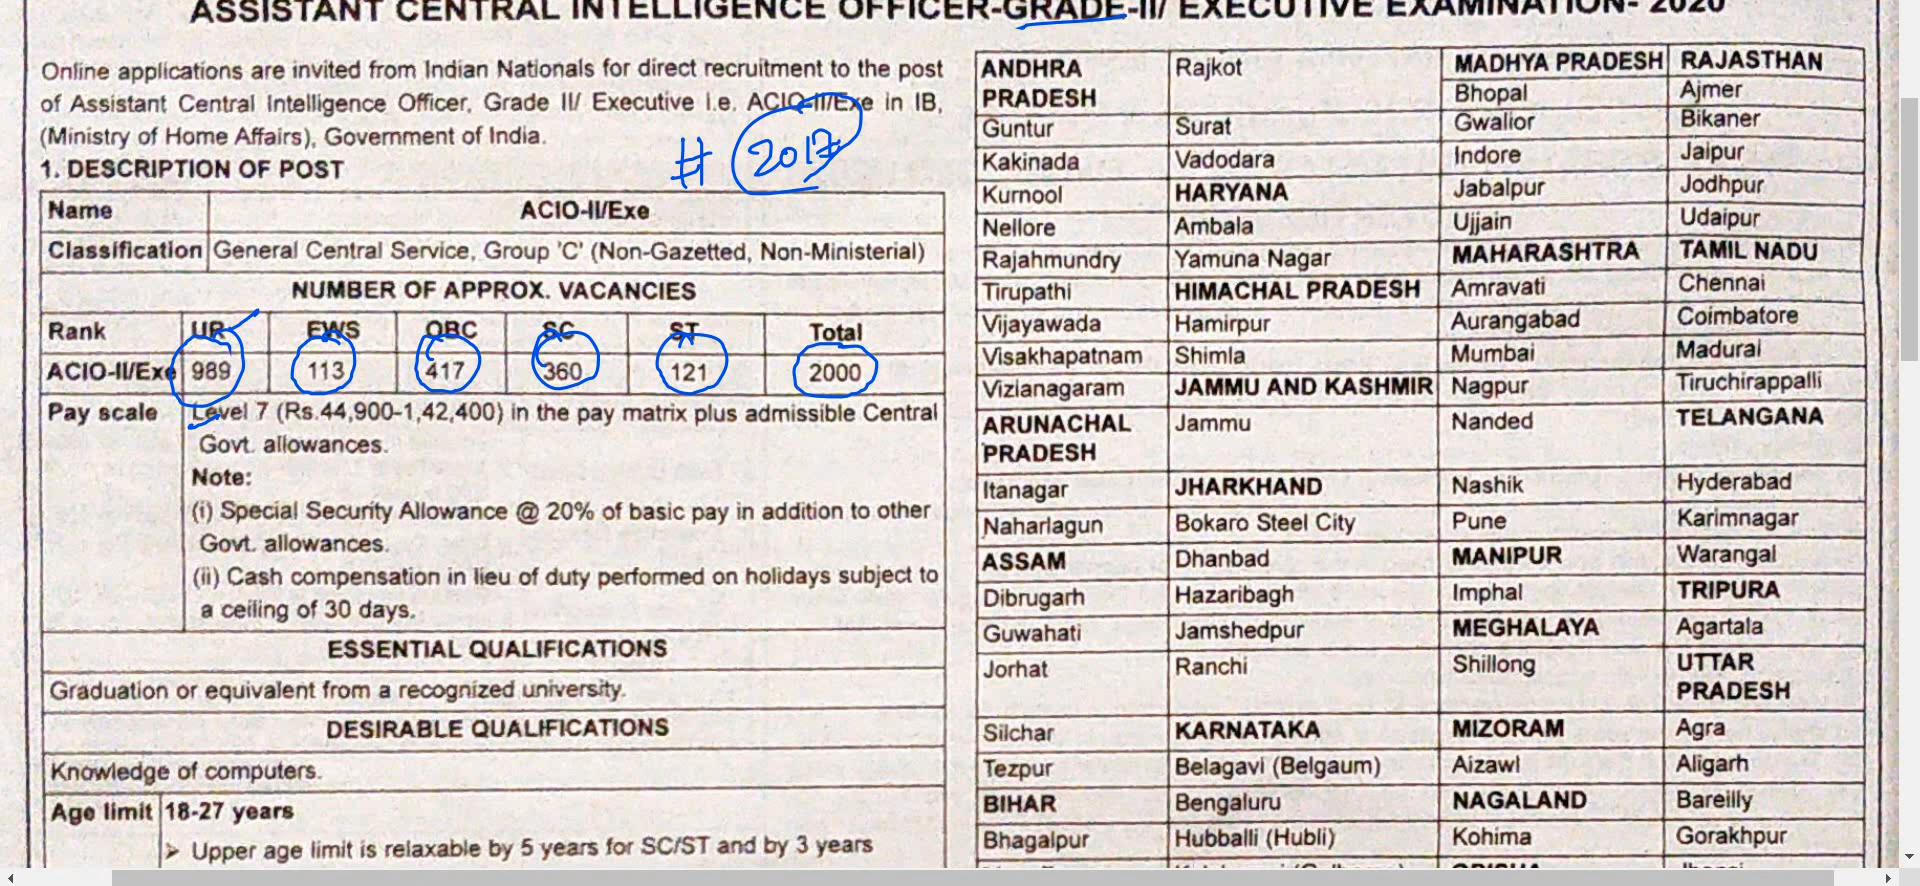 ASSISTANT CENTRAL INTELLIGENCE OFFICER-GRADE-II/ EXECUTIVE EXAMINATION- 2020
Online applications are invited from Indian Nationals for direct recruitment to the post
of Assistant Central Intelligence Officer, Grade II/ Executive i.e. ACIO-II/Exe in IB,
(Ministry of Home Affairs), Government of India.
# 2017
1. DESCRIPTION OF POST
Name ACIO-II/Exe
Classification General Central Service, Group 'C' (Non-Gazetted, Non-Ministerial)
NUMBER OF APPROX. VACANCIES
Rank UR EWS OBC SC ST Total
ACIO-II/Exe 989 113 417 360 121 2000
Pay scale Level 7 (Rs.44,900-1,42,400) in the pay matrix plus admissible Central
Govt. allowances.
Note:
(i) Special Security Allowance @ 20% of basic pay in addition to other
Govt. allowances.
(ii) Cash compensation in lieu of duty performed on holidays subject to
a ceiling of 30 days.
ESSENTIAL QUALIFICATIONS
Graduation or equivalent from a recognized university.
DESIRABLE QUALIFICATIONS
Knowledge of computers.
Age limit 18-27 years
➢ Upper age limit is relaxable by 5 years for SC/ST and by 3 years
ANDHRA
PRADESH
Guntur
Kakinada
Kurnool
Nellore
Rajahmundry
Tirupathi
Vijayawada
Visakhapatnam
Vizianagaram
ARUNACHAL
PRADESH
Itanagar
Naharlagun
ASSAM
Dibrugarh
Guwahati
Jorhat
Silchar
Tezpur
BIHAR
Bhagalpur
Rajkot
Surat
Vadodara
HARYANA
Ambala
Yamuna Nagar
HIMACHAL PRADESH
Hamirpur
Shimla
JAMMU AND KASHMIR
Jammu
JHARKHAND
Bokaro Steel City
Dhanbad
Hazaribagh
Jamshedpur
Ranchi
KARNATAKA
Belagavi (Belgaum)
Bengaluru
Hubballi (Hubli)
MADHYA PRADESH
Bhopal
Gwalior
Indore
Jabalpur
Ujjain
MAHARASHTRA
Amravati
Aurangabad
Mumbai
Nagpur
Nanded
Nashik
Pune
MANIPUR
Imphal
MEGHALAYA
Shillong
MIZORAM
Aizawl
NAGALAND
Kohima
RAJASTHAN
Ajmer
Bikaner
Jaipur
Jodhpur
Udaipur
TAMIL NADU
Chennai
Coimbatore
Madurai
Tiruchirappalli
TELANGANA
Hyderabad
Karimnagar
Warangal
TRIPURA
Agartala
UTTAR
PRADESH
Agra
Aligarh
Bareilly
Gorakhpur